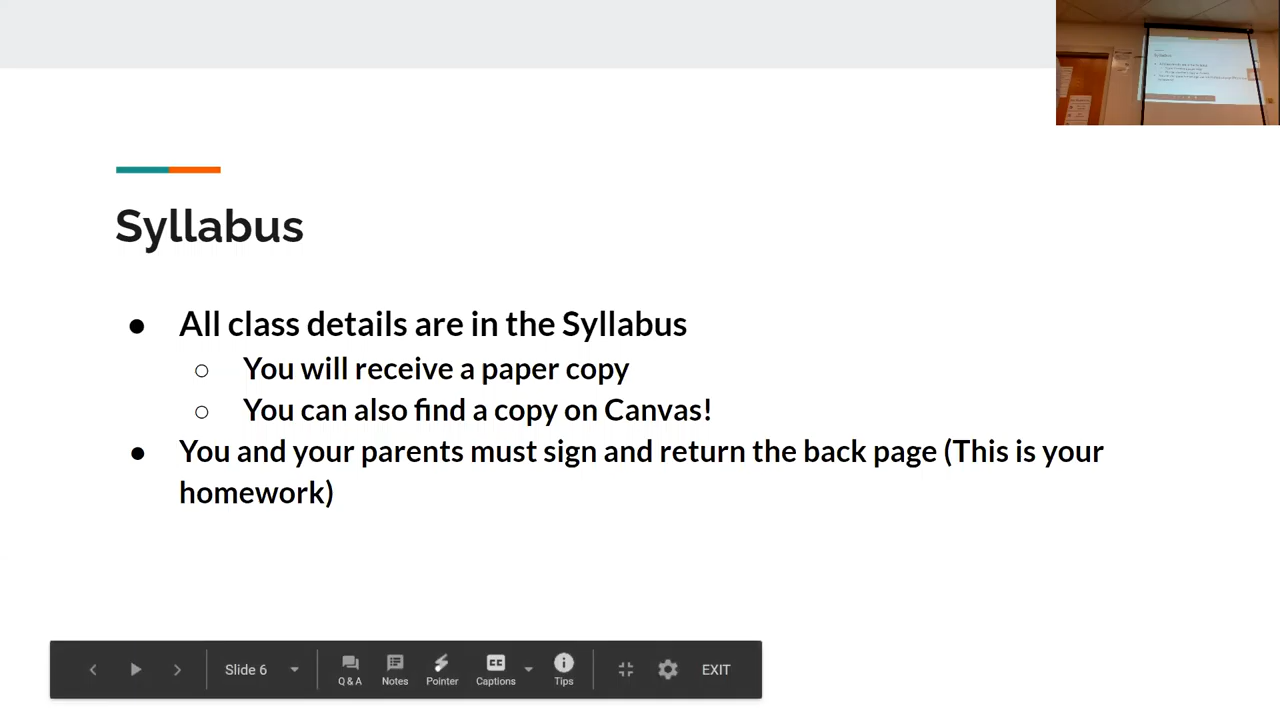 Syllabus
● All class details are in the Syllabus
○ You will receive a paper copy
○ You can also find a copy on Canvas!
● You and your parents must sign and return the back page (This is your
homework)
Slide 6
Q & A
Notes
Pointer
CC
Captions
Tips
EXIT